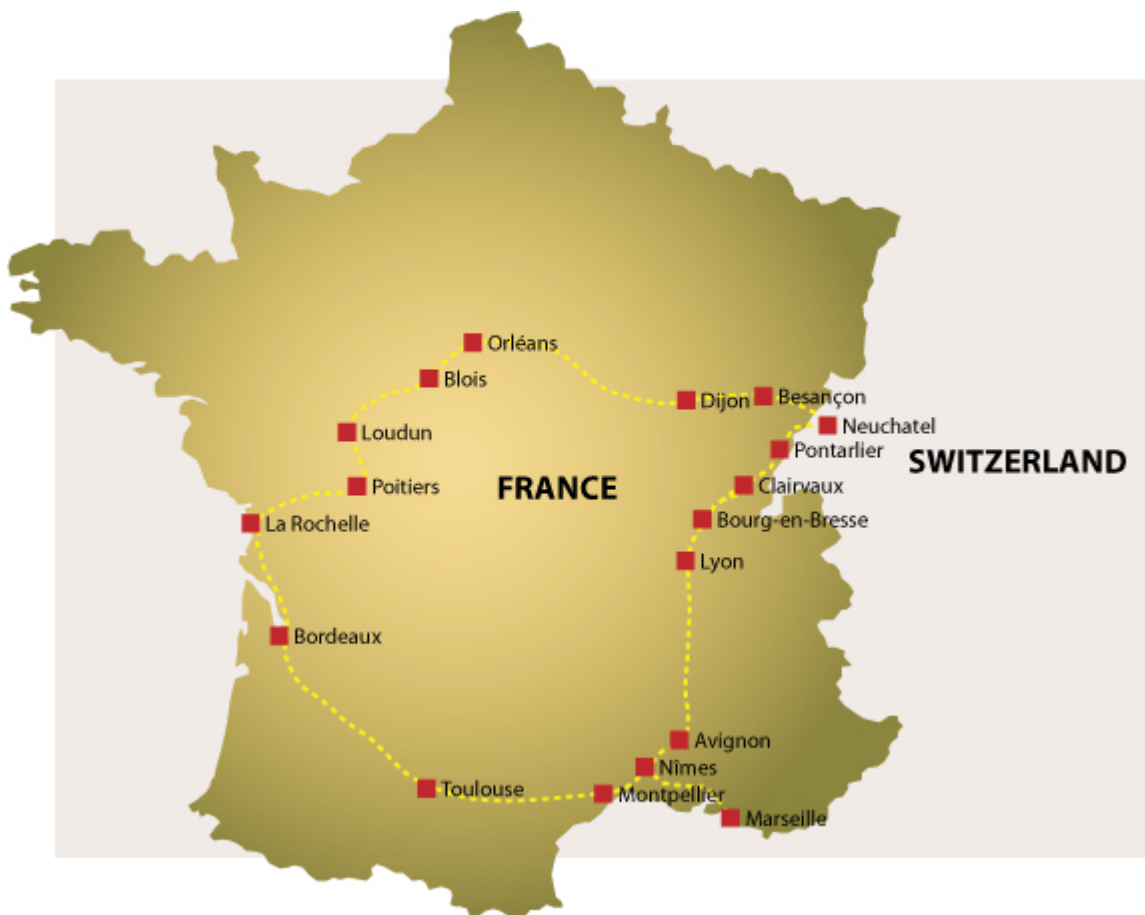 Orléans
Blois
Dijon
Besançon
Neuchatel
Loudun
Pontarlier
SWITZERLAND
Poitiers
FRANCE
Clairvaux
La Rochelle
Bourg-en-Bresse
Lyon
Bordeaux
Avignon
Nîmes
Toulouse
Montpellier
Marseille